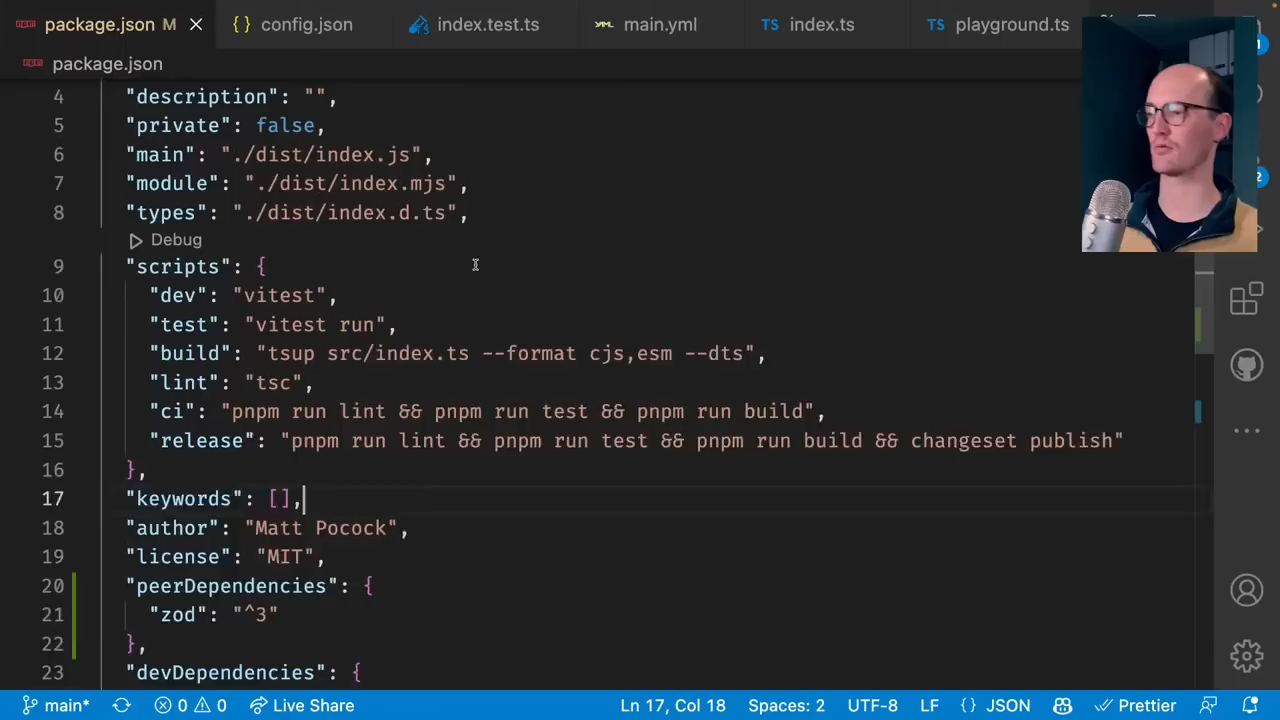 package.json M
config.json
index.test.ts
main.yml
TS index.ts
TS playground.ts
package.json
4 "description": "",
5 "private": false,
6 "main": "./dist/index.js",
7 "module": "./dist/index.mjs",
8 "types": "./dist/index.d.ts",
Debug
9 "scripts": {
10 "dev": "vitest",
11 "test": "vitest run",
12 "build": "tsup src/index.ts --format cjs,esm --dts",
13 "lint": "tsc",
14 "ci": "pnpm run lint && pnpm run test && pnpm run build",
15 "release": "pnpm run lint && pnpm run test && pnpm run build && changeset publish"
16 },
17 "keywords": [],
18 "author": "Matt Pocock",
19 "license": "MIT",
20 "peerDependencies": {
21 "zod": "^3"
22 },
23 "devDependencies": {
main* 0 0 Live Share Ln 17, Col 18 Spaces: 2 UTF-8 LF {} JSON Prettier